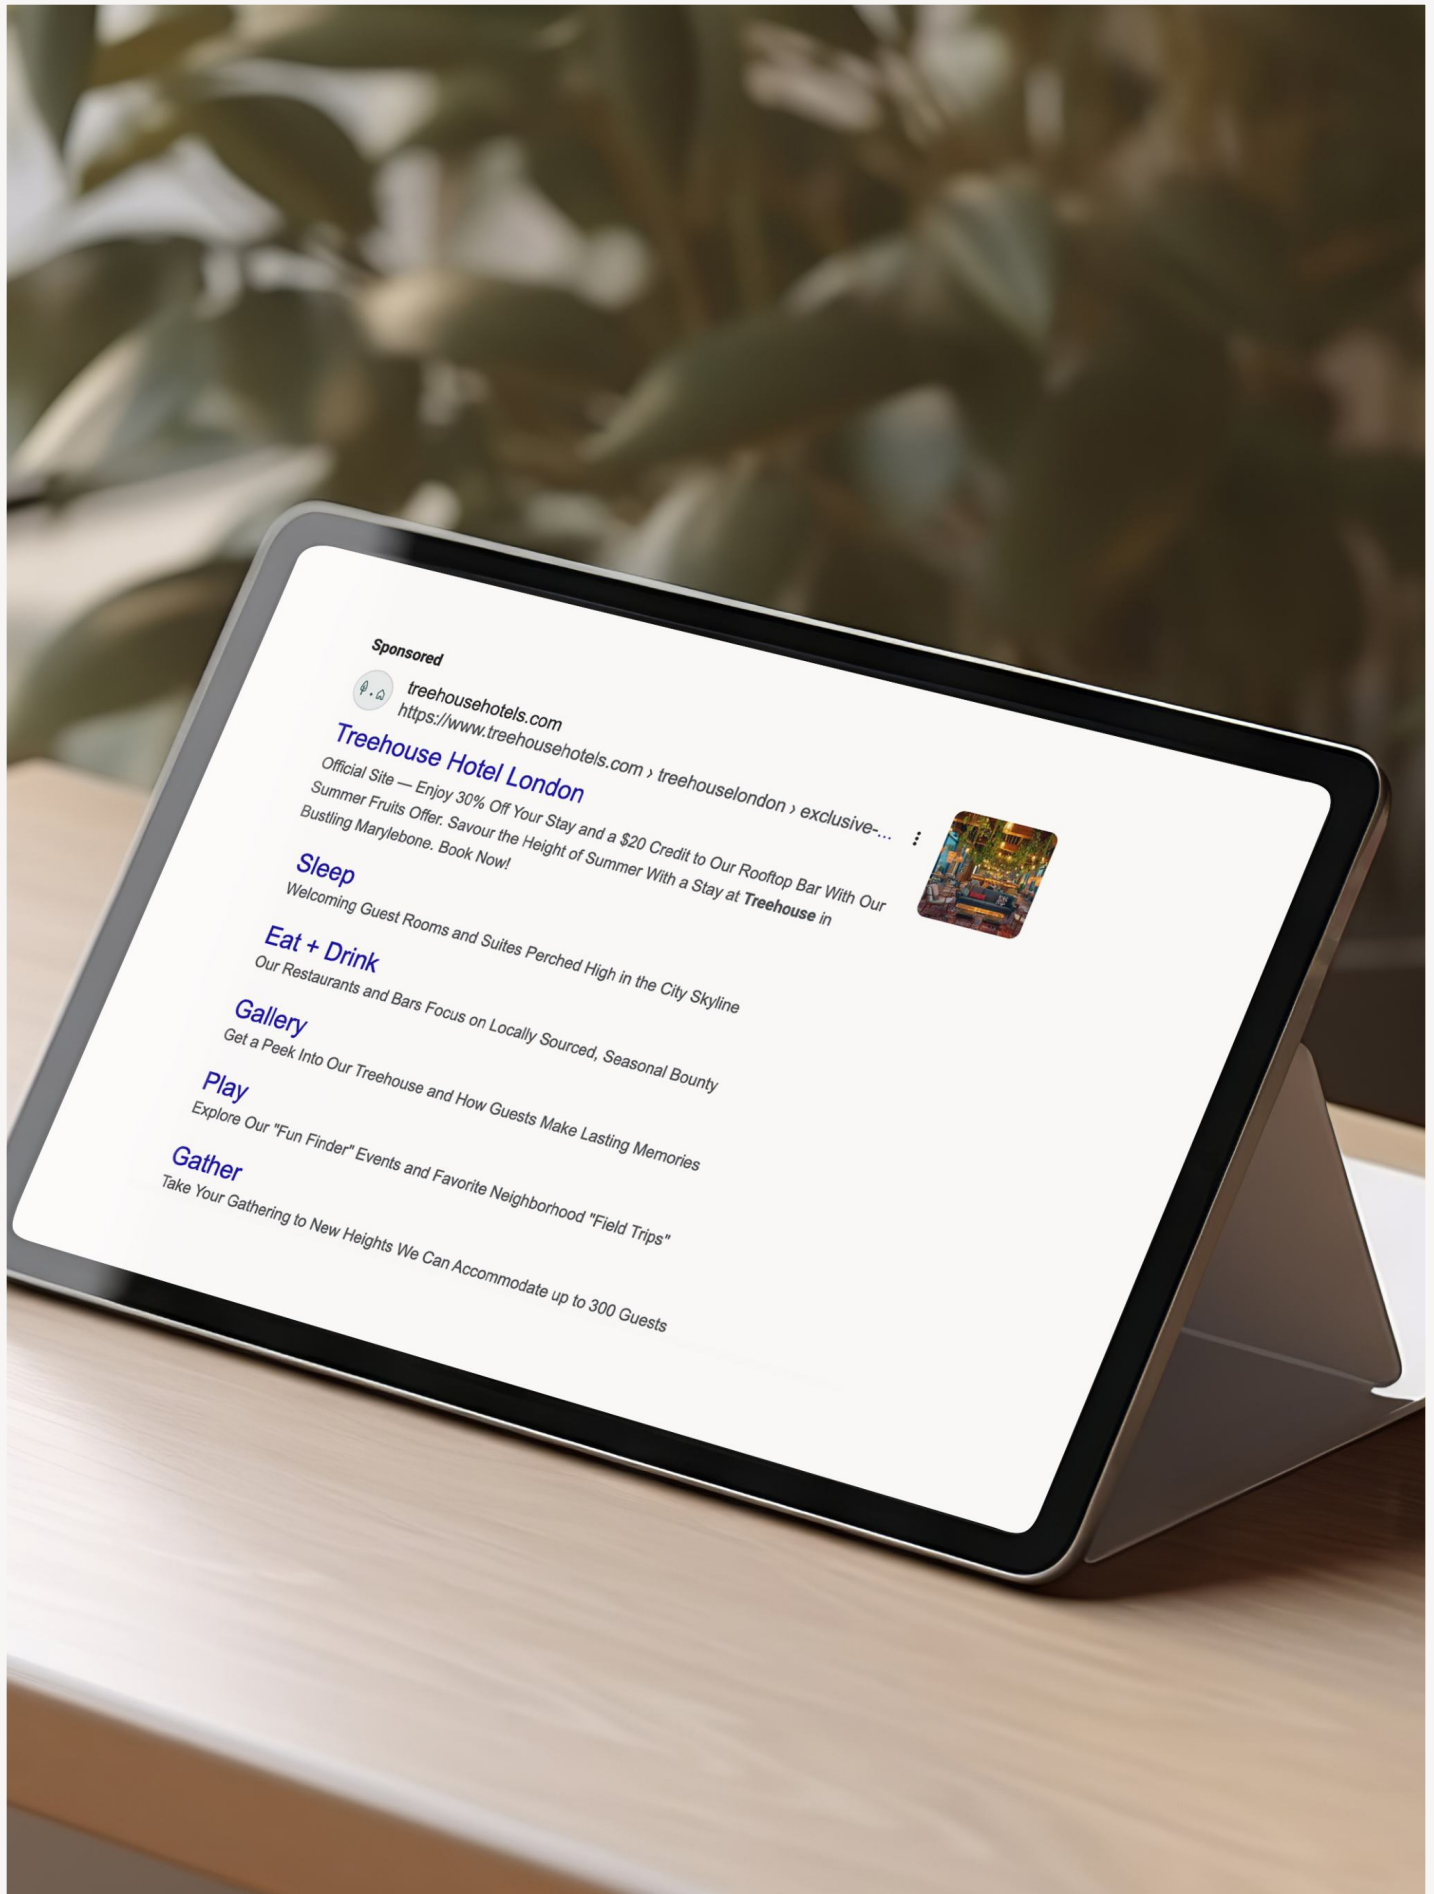 Sponsored
treehousehotels.com
https://www.treehousehotels.com › treehouselondon › exclusive-...
Treehouse Hotel London
Official Site — Enjoy 30% Off Your Stay and a $20 Credit to Our Rooftop Bar With Our
Summer Fruits Offer. Savour the Height of Summer With a Stay at Treehouse in
Bustling Marylebone. Book Now!
Sleep
Welcoming Guest Rooms and Suites Perched High in the City Skyline
Eat + Drink
Our Restaurants and Bars Focus on Locally Sourced, Seasonal Bounty
Gallery
Get a Peek Into Our Treehouse and How Guests Make Lasting Memories
Play
Explore Our "Fun Finder" Events and Favorite Neighborhood "Field Trips"
Gather
Take Your Gathering to New Heights We Can Accommodate up to 300 Guests